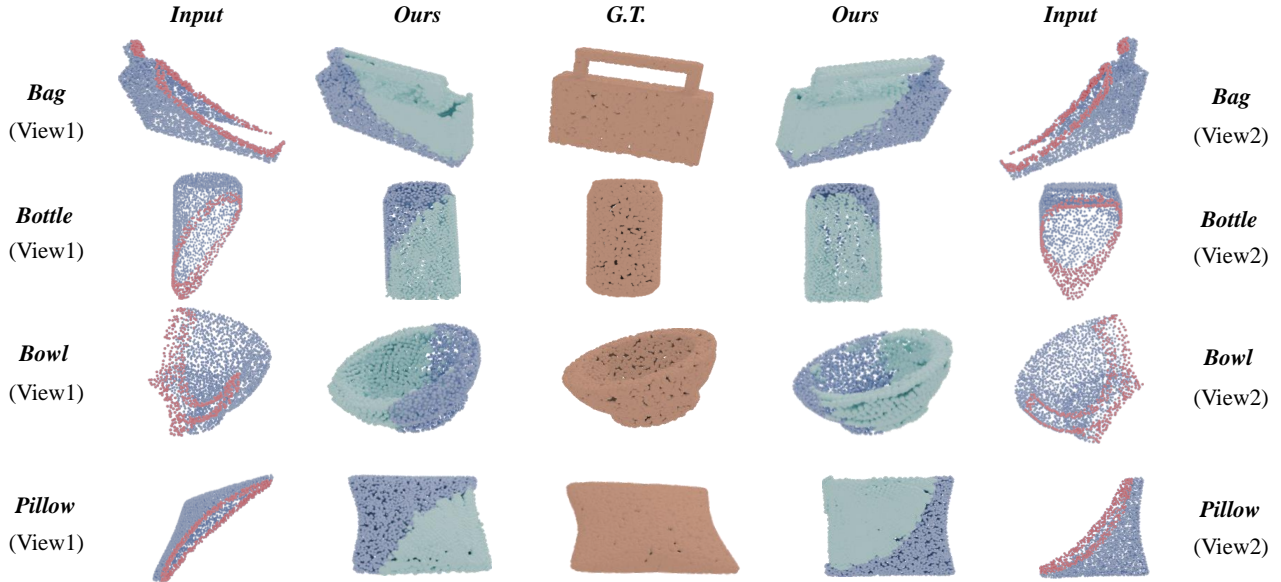 Input Ours G.T. Ours Input
Bag Bag
(View1) (View2)
Bottle Bottle
(View1) (View2)
Bowl Bowl
(View1) (View2)
Pillow Pillow
(View1) (View2)